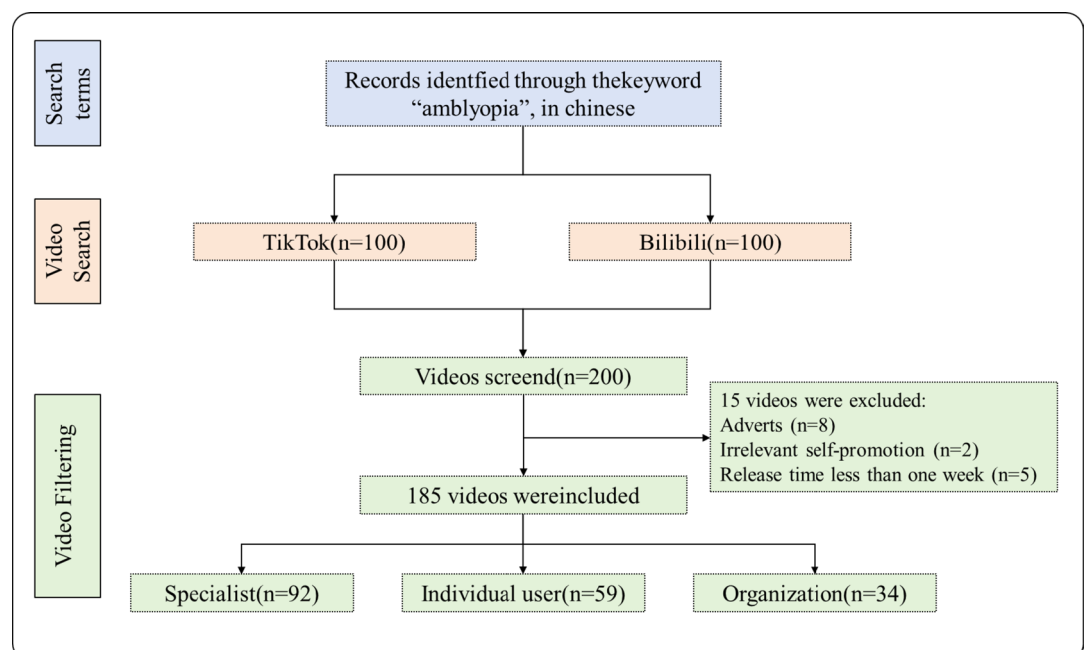 Search
terms
Records identfied through thekeyword
“amblyopia”, in chinese
Video
Search
TikTok(n=100)
Bilibili(n=100)
Video Filtering
Videos screend(n=200)
15 videos were excluded:
Adverts (n=8)
Irrelevant self-promotion (n=2)
Release time less than one week (n=5)
185 videos wereincluded
Specialist(n=92)
Individual user(n=59)
Organization(n=34)